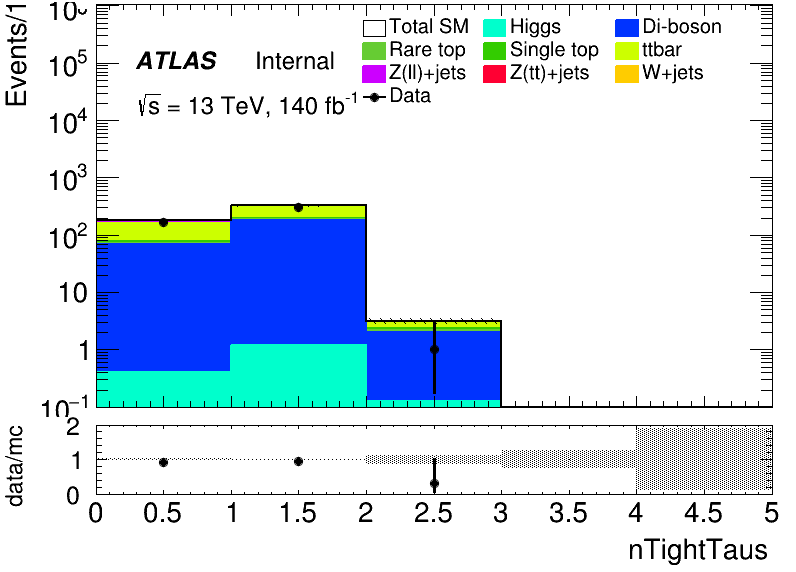 Events/1
10⁶
10⁵
10⁴
10³
10²
10
1
10⁻¹
ATLAS Internal
√s = 13 TeV, 140 fb⁻¹
Total SM Higgs Di-boson
Rare top Single top ttbar
Z(ll)+jets Z(tt)+jets W+jets
Data
data/mc
2
1
0
0 0.5 1 1.5 2 2.5 3 3.5 4 4.5 5
nTightTaus